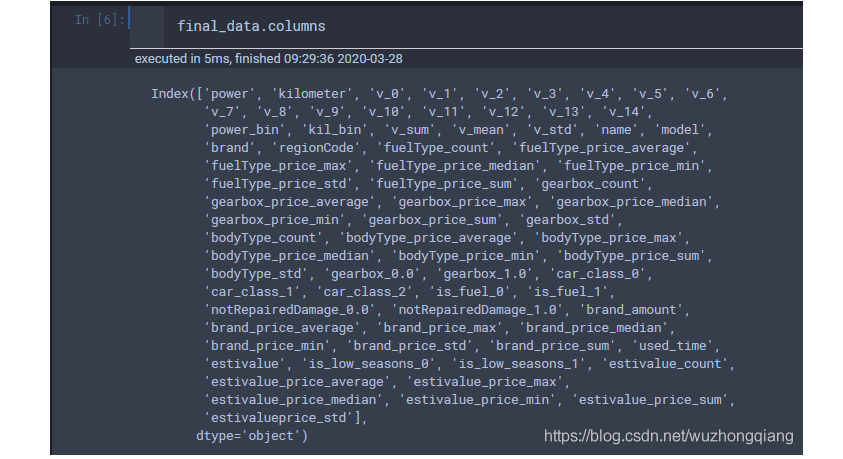 In [6]:
final_data.columns
executed in 5ms, finished 09:29:36 2020-03-28
Index(['power', 'kilometer', 'v_0', 'v_1', 'v_2', 'v_3', 'v_4', 'v_5', 'v_6',
'v_7', 'v_8', 'v_9', 'v_10', 'v_11', 'v_12', 'v_13', 'v_14',
'power_bin', 'kil_bin', 'v_sum', 'v_mean', 'v_std', 'name', 'model',
'brand', 'regionCode', 'fuelType_count', 'fuelType_price_average',
'fuelType_price_max', 'fuelType_price_median', 'fuelType_price_min',
'fuelType_price_std', 'fuelType_price_sum', 'gearbox_count',
'gearbox_price_average', 'gearbox_price_max', 'gearbox_price_median',
'gearbox_price_min', 'gearbox_price_sum', 'gearbox_std',
'bodyType_count', 'bodyType_price_average', 'bodyType_price_max',
'bodyType_price_median', 'bodyType_price_min', 'bodyType_price_sum',
'bodyType_std', 'gearbox_0.0', 'gearbox_1.0', 'car_class_0',
'car_class_1', 'car_class_2', 'is_fuel_0', 'is_fuel_1',
'notRepairedDamage_0.0', 'notRepairedDamage_1.0', 'brand_amount',
'brand_price_average', 'brand_price_max', 'brand_price_median',
'brand_price_min', 'brand_price_std', 'brand_price_sum', 'used_time',
'estivalue', 'is_low_seasons_0', 'is_low_seasons_1', 'estivalue_count',
'estivalue_price_average', 'estivalue_price_max',
'estivalue_price_median', 'estivalue_price_min', 'estivalue_price_sum',
'estivalueprice_std'],
dtype='object')
https://blog.csdn.net/wuzhongqiang